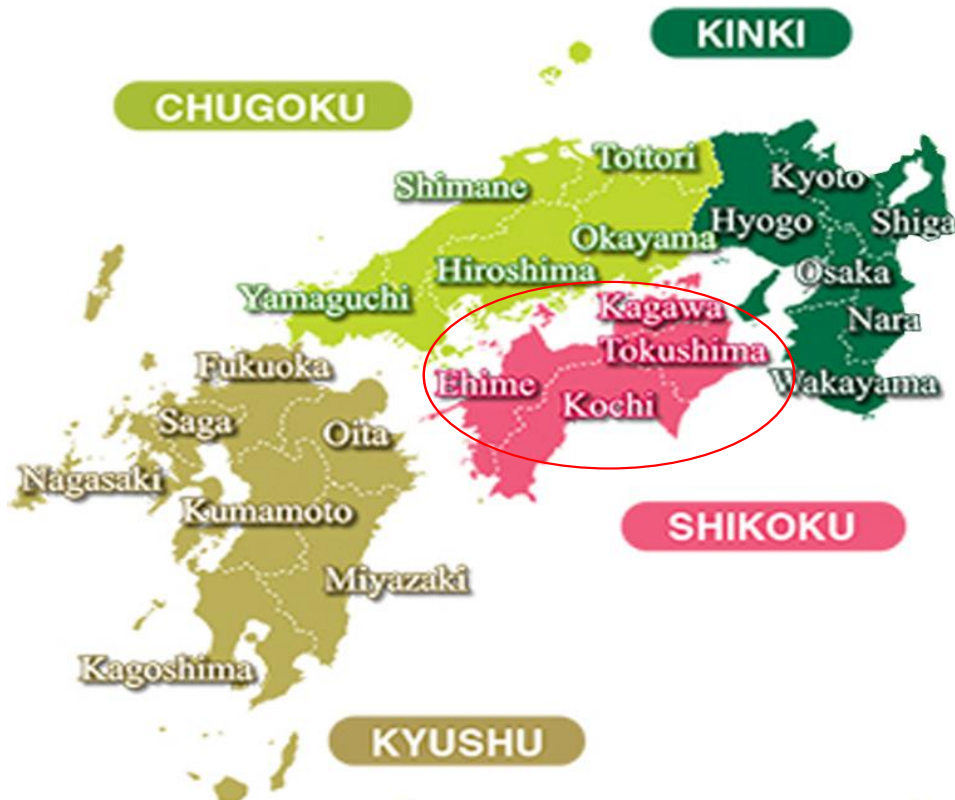 KINKI
CHUGOKU
Tottori
Shimane
Kyoto
Hyogo
Shiga
Okayama
Hiroshima
Osaka
Yamaguchi
Kagawa
Nara
Tokushima
Fukuoka
Ehime
Wakayama
Kochi
Saga
Oita
Nagasaki
Kumamoto
SHIKOKU
Miyazaki
Kagoshima
KYUSHU